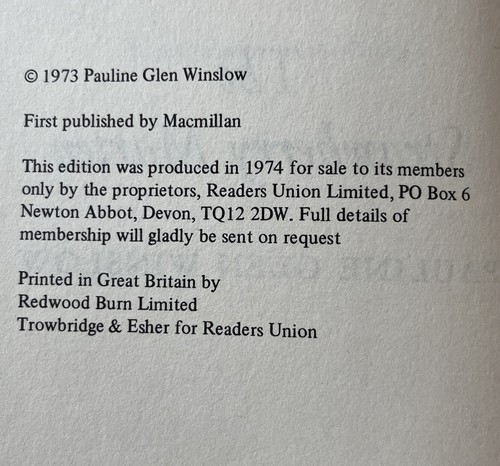 © 1973 Pauline Glen Winslow
First published by Macmillan
This edition was produced in 1974 for sale to its members
only by the proprietors, Readers Union Limited, PO Box 6
Newton Abbot, Devon, TQ12 2DW. Full details of
membership will gladly be sent on request
Printed in Great Britain by
Redwood Burn Limited
Trowbridge & Esher for Readers Union